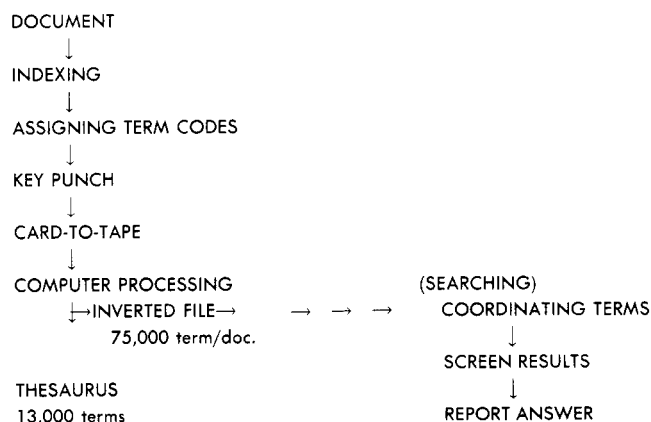 DOCUMENT
↓
INDEXING
↓
ASSIGNING TERM CODES
↓
KEY PUNCH
↓
CARD-TO-TAPE
↓
COMPUTER PROCESSING
↳→INVERTED FILE→ → → →
75,000 term/doc.
THESAURUS
13,000 terms
(SEARCHING)
COORDINATING TERMS
↓
SCREEN RESULTS
↓
REPORT ANSWER